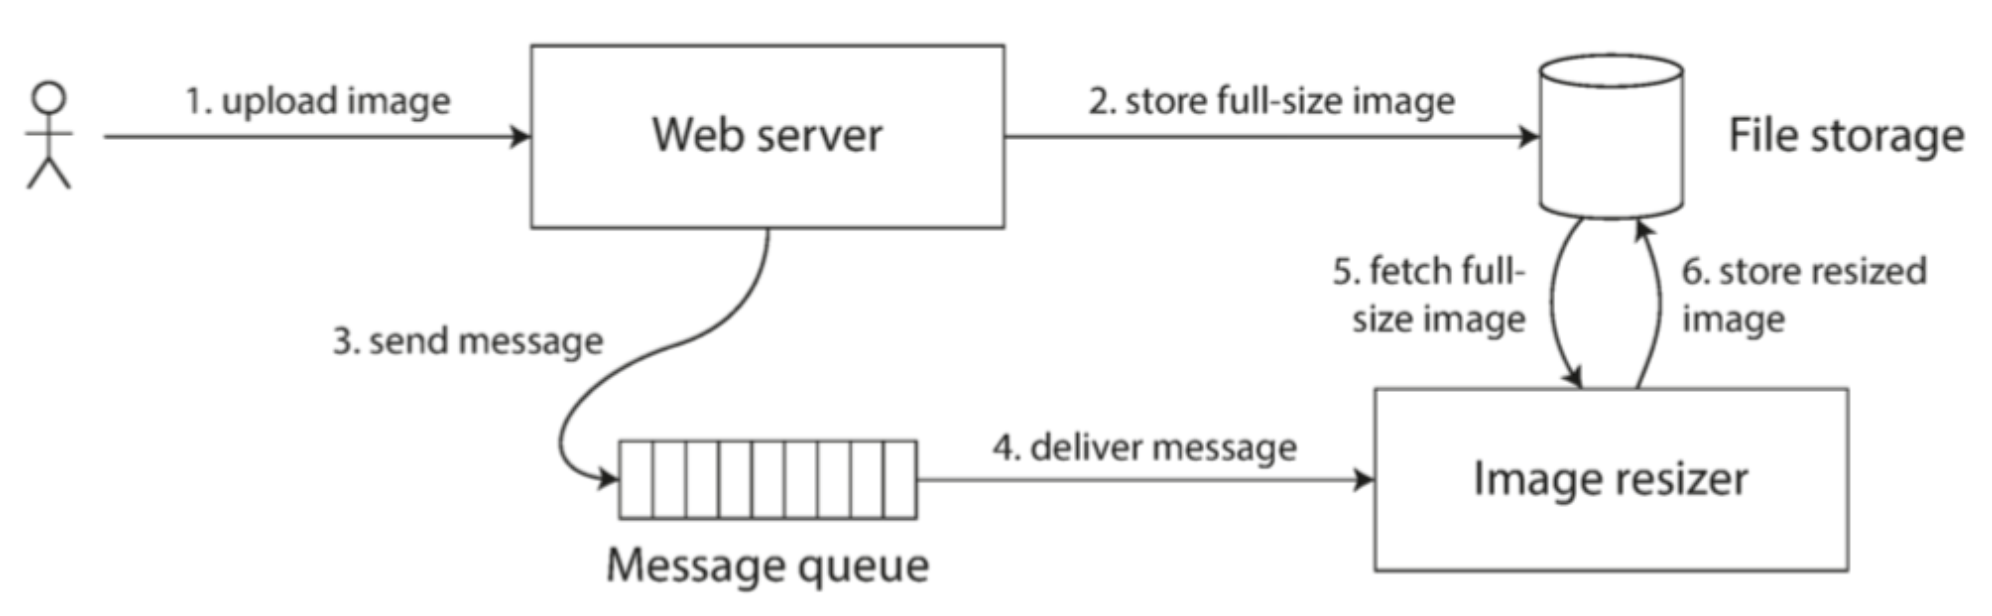 1. upload image
Web server
2. store full-size image
File storage
3. send message
Message queue
4. deliver message
5. fetch full-
size image
6. store resized
image
Image resizer